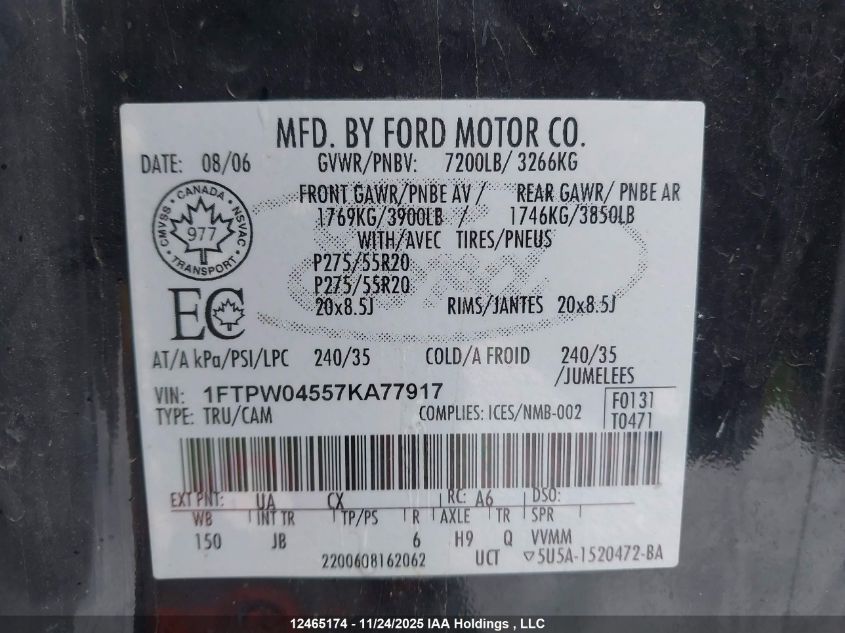 MFD. BY FORD MOTOR CO.
DATE: 08/06 GVWR/PNBV: 7200LB/ 3266KG
FRONT GAWR/PNBE AV / REAR GAWR/ PNBE AR
1769KG/3900LB / 1746KG/3850LB
WITH/AVEC TIRES/PNEUS
CANADA
CMVSS 977 NSVAC
TRANSPORT
P275/55R20
P275/55R20
EC
20x8.5J RIMS/JANTES 20x8.5J
AT/A kPa/PSI/LPC 240/35 COLD/A FROID 240/35
/JUMELEES
VIN: 1FTPW04557KA77917
F0131
TYPE: TRU/CAM COMPLIES: ICES/NMB-002
T0471
EXT PNT: UA CX RC: A6 DSO:
WB INT TR TP/PS R AXLE TR SPR
150 JB 6 H9 Q VVMM
2200608162062 UCT ▽5U5A-1520472-BA
12465174 - 11/24/2025 IAA Holdings , LLC